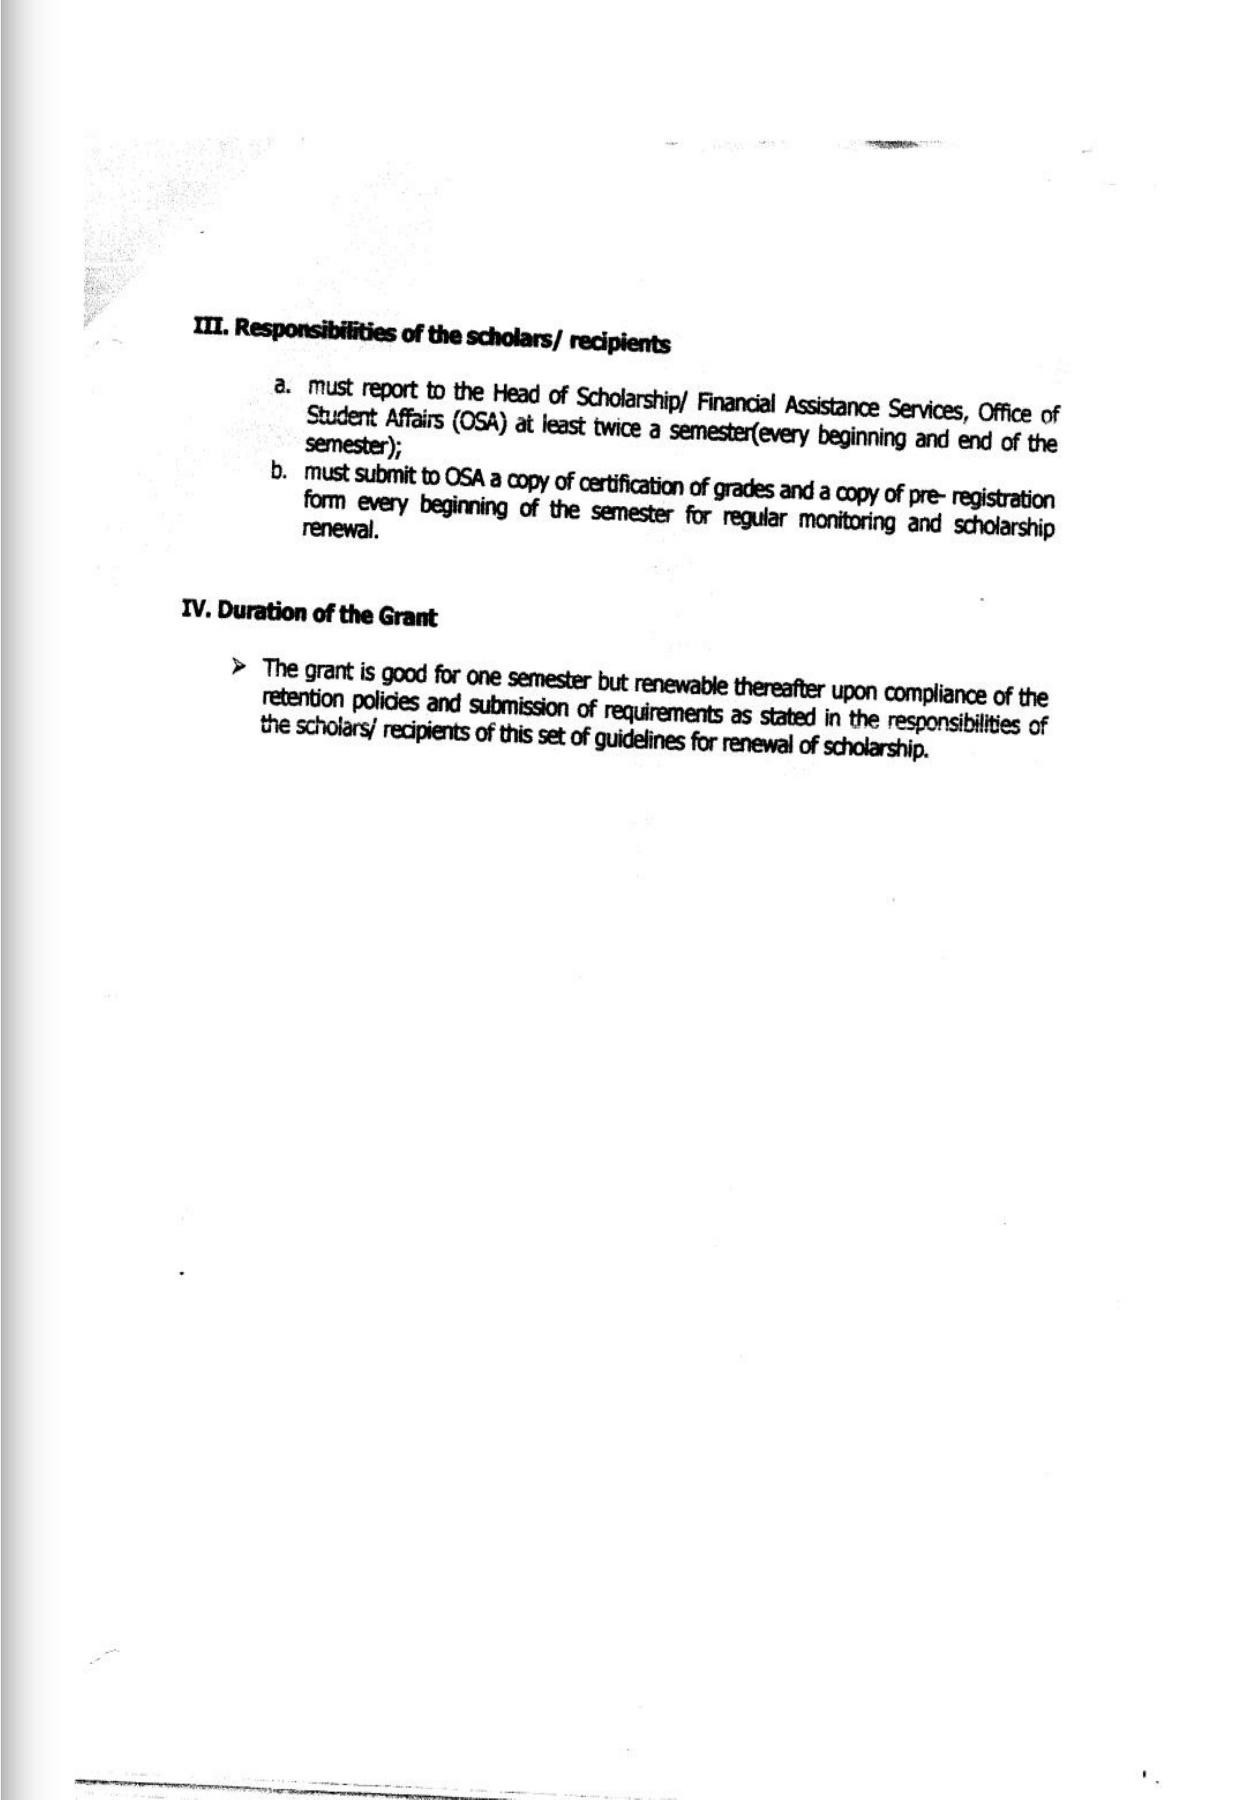 III. Responsibilities of the scholars/ recipients
a. must report to the Head of Scholarship/ Financial Assistance Services, Office of
Student Affairs (OSA) at least twice a semester(every beginning and end of the
semester);
b. must submit to OSA a copy of certification of grades and a copy of pre- registration
form every beginning of the semester for regular monitoring and scholarship
renewal.
IV. Duration of the Grant
➢ The grant is good for one semester but renewable thereafter upon compliance of the
retention policies and submission of requirements as stated in the responsibilities of
the scholars/ recipients of this set of guidelines for renewal of scholarship.